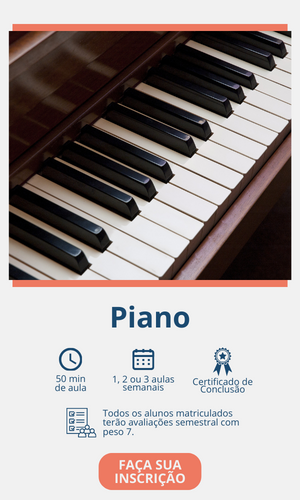 Piano
50 min
de aula
1, 2 ou 3 aulas
semanais
Certificado de
Conclusão
Todos os alunos matriculados
terão avaliações semestral com
peso 7.
FAÇA SUA
INSCRIÇÃO